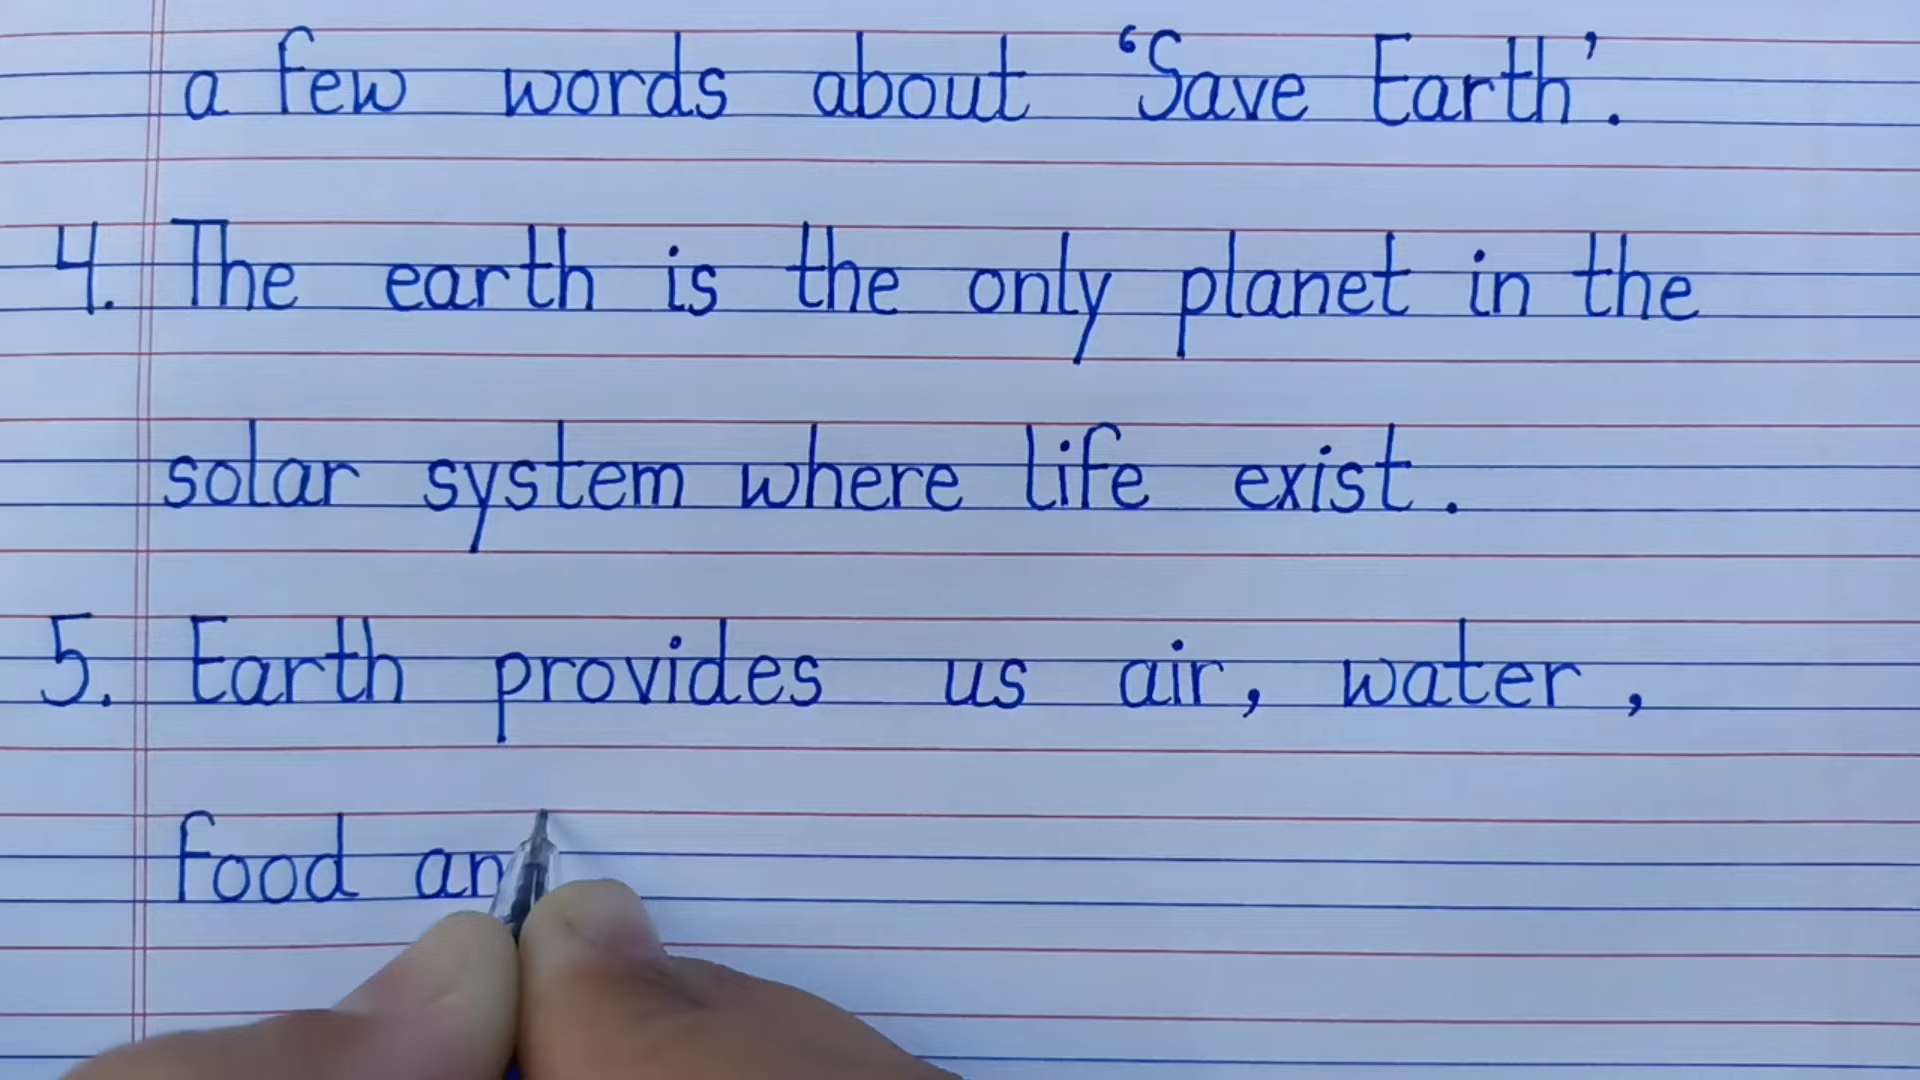 a few words about ‘Save Earth’.
4. The earth is the only planet in the
solar system where life exist.
5. Earth provides us air, water,
food an